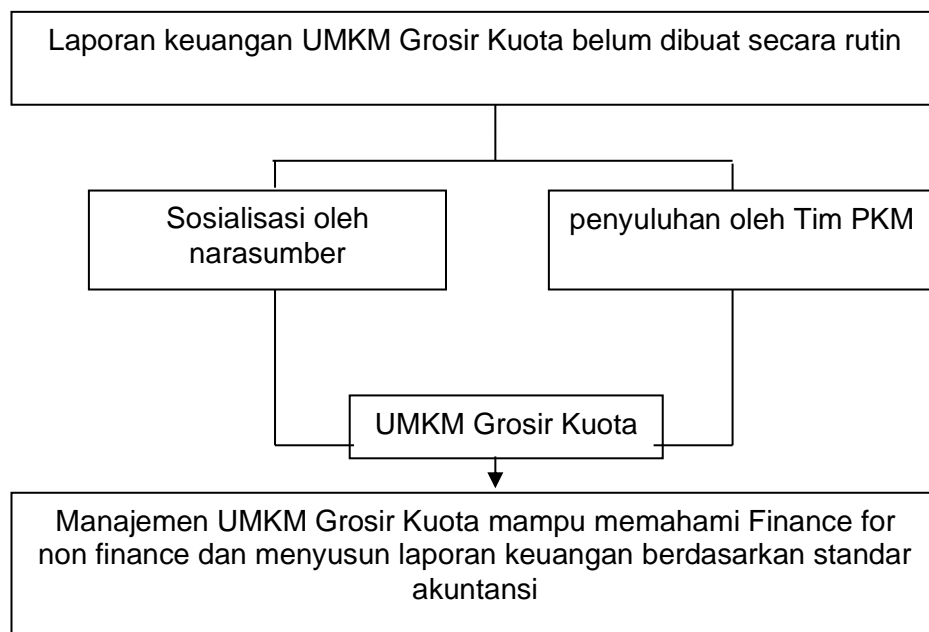 Laporan keuangan UMKM Grosir Kuota belum dibuat secara rutin
Sosialisasi oleh
narasumber
penyuluhan oleh Tim PKM
UMKM Grosir Kuota
Manajemen UMKM Grosir Kuota mampu memahami Finance for
non finance dan menyusun laporan keuangan berdasarkan standar
akuntansi